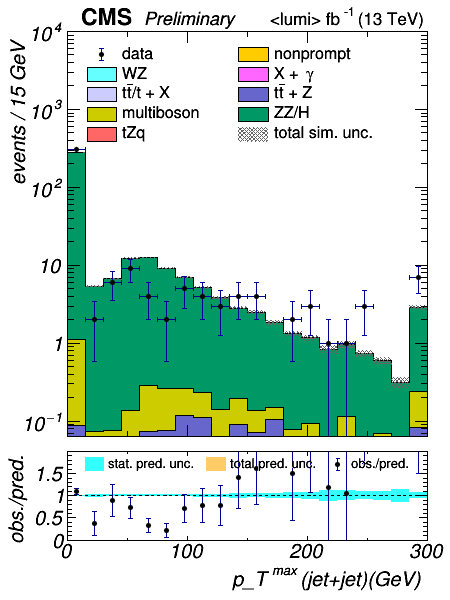 CMS Preliminary <lumi> fb⁻¹ (13 TeV)
events / 15 GeV
10⁴
10³
10²
10
1
10⁻¹
data
nonprompt
WZ
X + γ
tt̄/t + X
tt̄ + Z
multiboson
ZZ/H
tZq
total sim. unc.
obs./pred.
1.5
1
0.5
0
stat. pred. unc.
total pred. unc.
obs./pred.
0 100 200 300
p_T^max (jet+jet)(GeV)